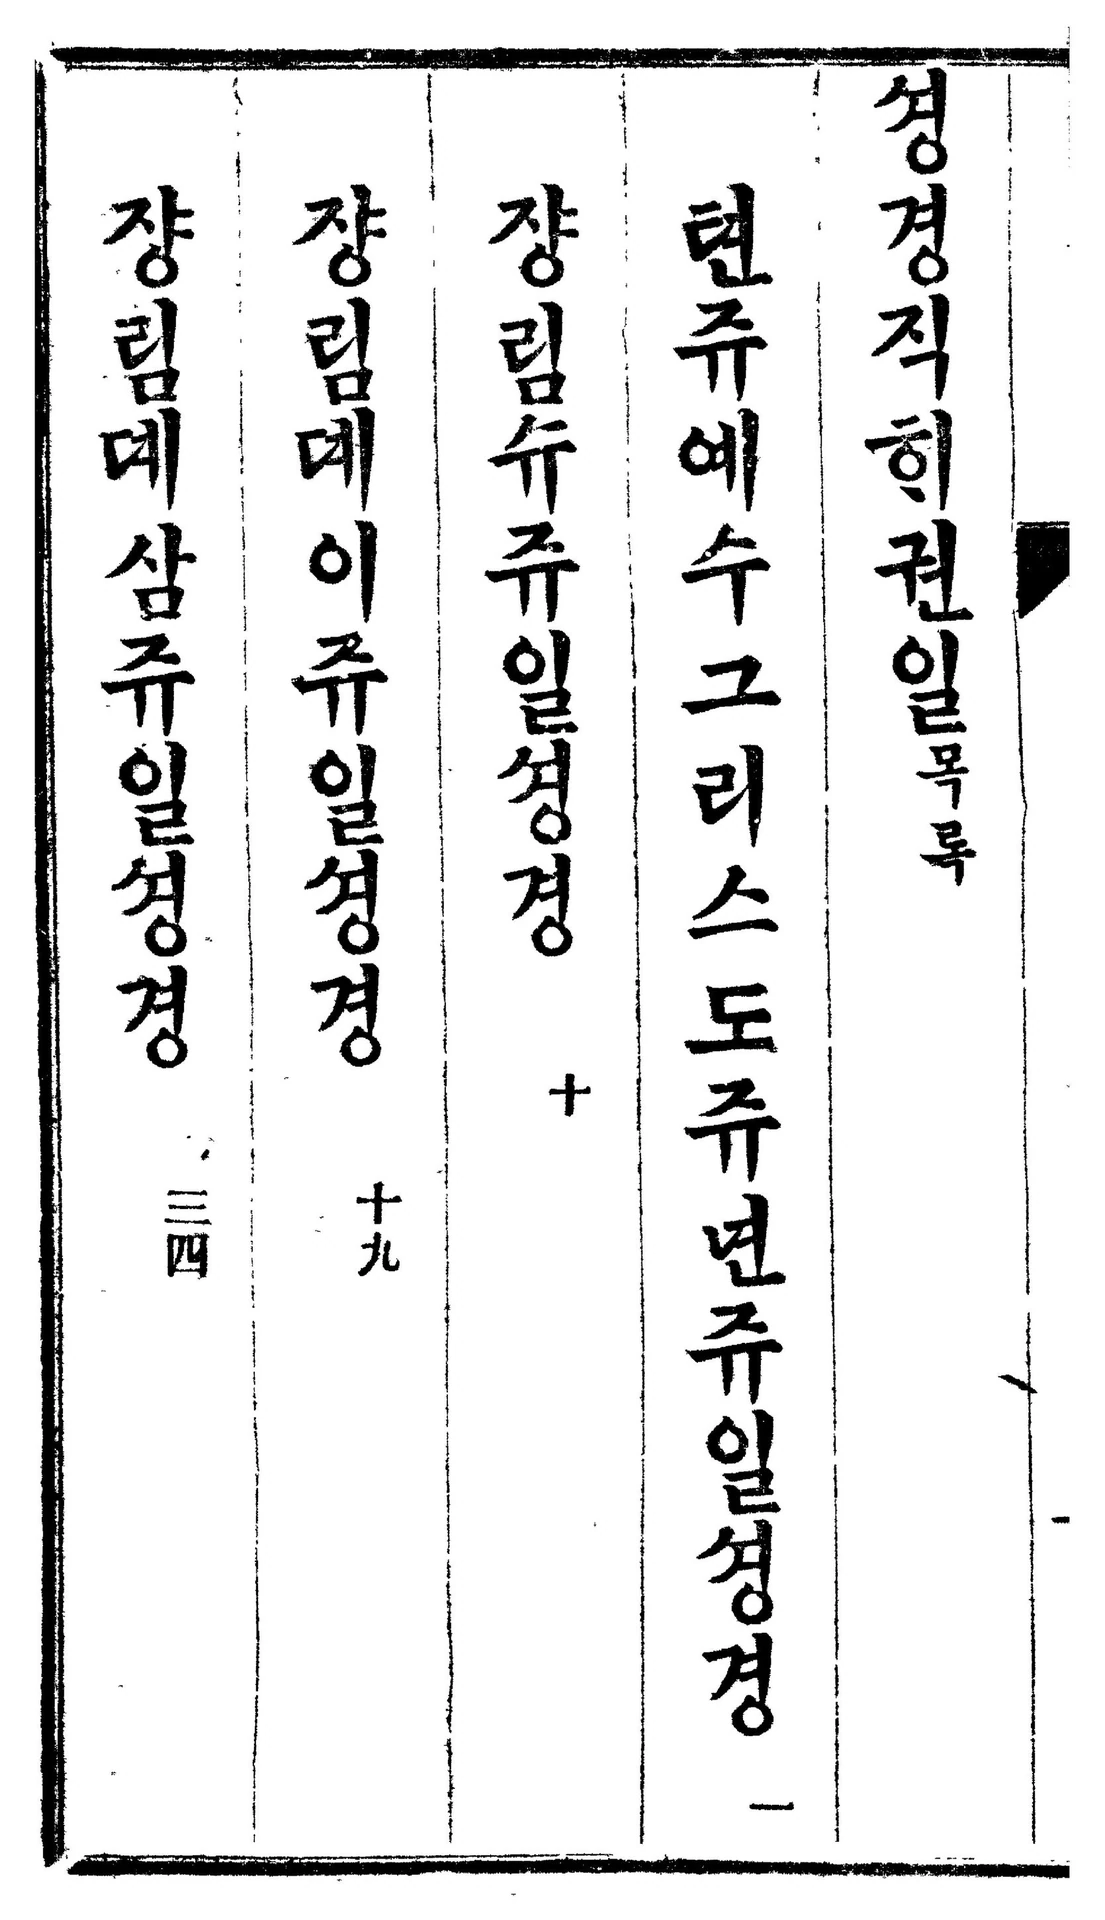 셩경직ᄒᆡ권일목록
텬쥬예수그리스도쥬년쥬일셩경 一
쟝림슈쥬일셩경 十
쟝림뎨이쥬일셩경 十九
쟝림뎨삼쥬일셩경 三四